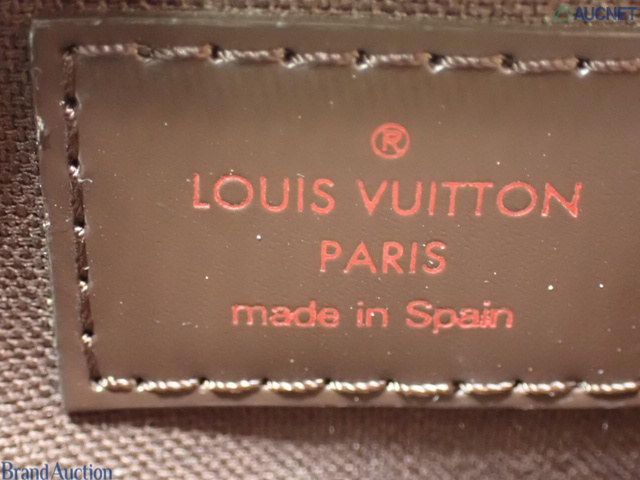 AUCNET
®
LOUIS VUITTON
PARIS
made in Spain
Brand Auction